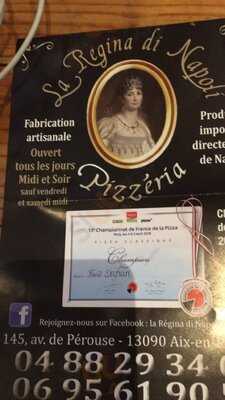 La Regina di Napoli
Fabrication
artisanale
Ouvert
tous les jours
Midi et Soir
sauf vendredi
et samedi midi
Prod
impo
directe
de Na
Pizzéria
Championnat de France de la Pizza
Champion
Rejoignez-nous sur Facebook : la Régina di Na
145, av. de Pérouse - 13090 Aix-en
04 88 29 34
06 95 61 90